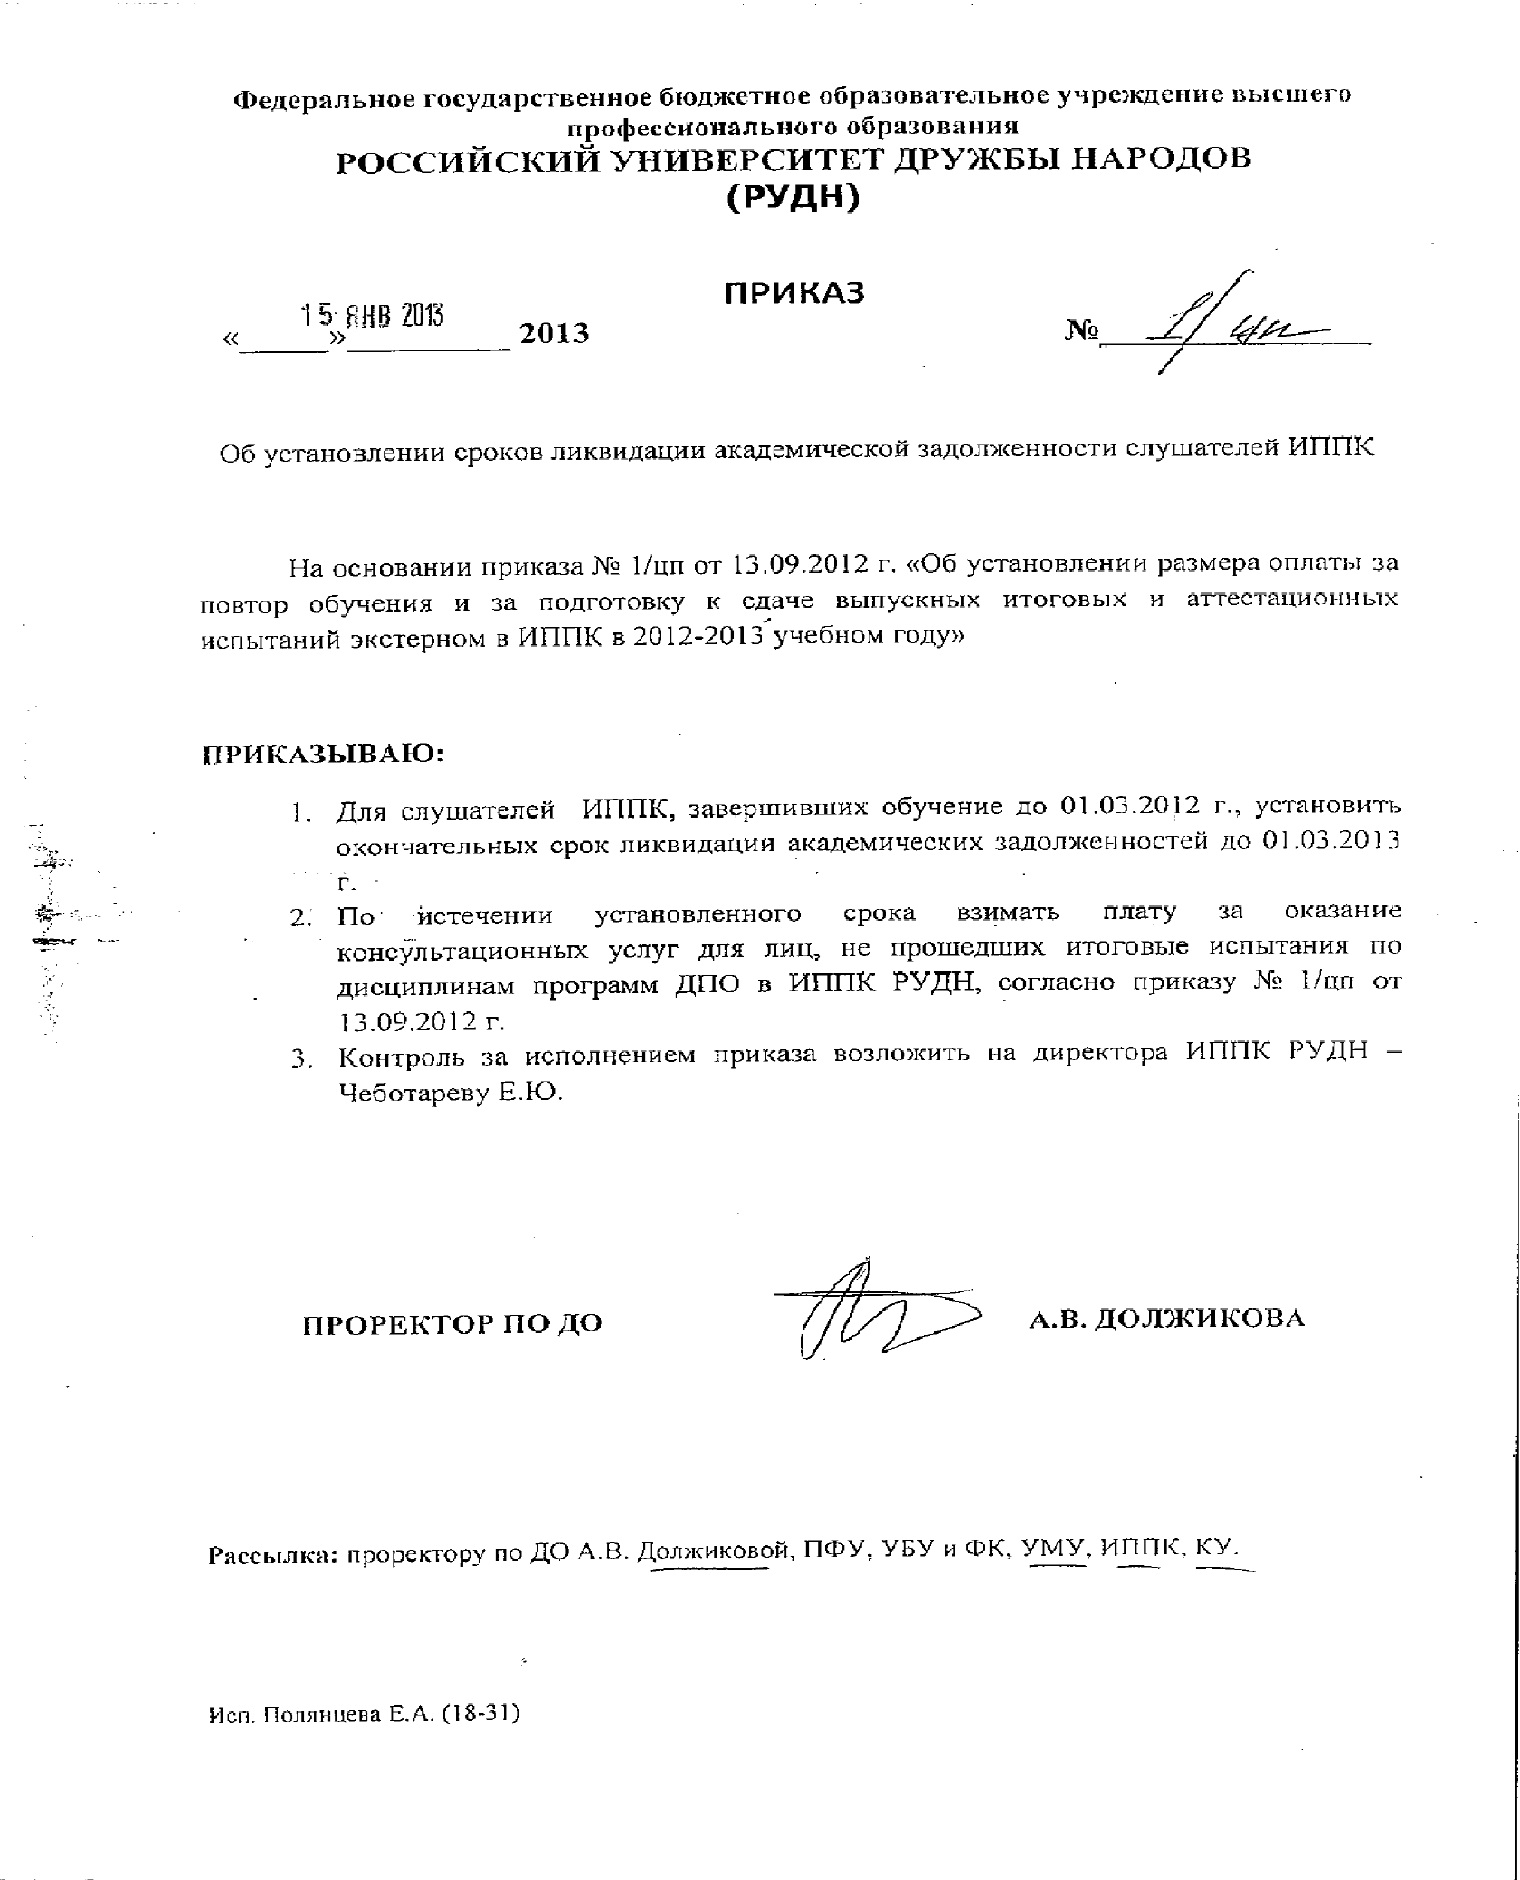 Федеральное государственное бюджетное образовательное учреждение высшего
профессионального образования
РОССИЙСКИЙ УНИВЕРСИТЕТ ДРУЖБЫ НАРОДОВ
(РУДН)
ПРИКАЗ
15 ЯНВ 2013
«______»____________ 2013
№ 1/цп
Об установлении сроков ликвидации академической задолженности слушателей ИППК
На основании приказа № 1/цп от 13.09.2012 г. «Об установлении размера оплаты за
повтор обучения и за подготовку к сдаче выпускных итоговых и аттестационных
испытаний экстерном в ИППК в 2012-2013 учебном году»
ПРИКАЗЫВАЮ:
1. Для слушателей ИППК, завершивших обучение до 01.03.2012 г., установить
окончательных срок ликвидации академических задолженностей до 01.03.2013
г.
2. По истечении установленного срока взимать плату за оказание
консультационных услуг для лиц, не прошедших итоговые испытания по
дисциплинам программ ДПО в ИППК РУДН, согласно приказу № 1/цп от
13.09.2012 г.
3. Контроль за исполнением приказа возложить на директора ИППК РУДН –
Чеботареву Е.Ю.
ПРОРЕКТОР ПО ДО
А.В. ДОЛЖИКОВА
Рассылка: проректору по ДО А.В. Должиковой, ПФУ, УБУ и ФК, УМУ, ИППК, КУ.
Исп. Полянцева Е.А. (18-31)